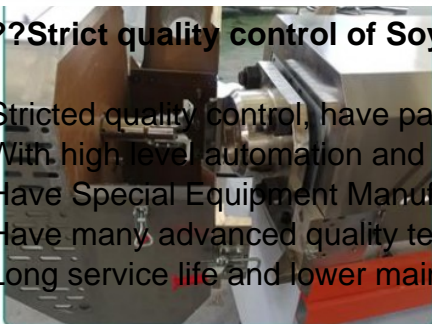 ??Strict quality control of Soy
Stricted quality control, have pa
With high level automation and
Have Special Equipment Manuf
Have many advanced quality te
Long service life and lower main